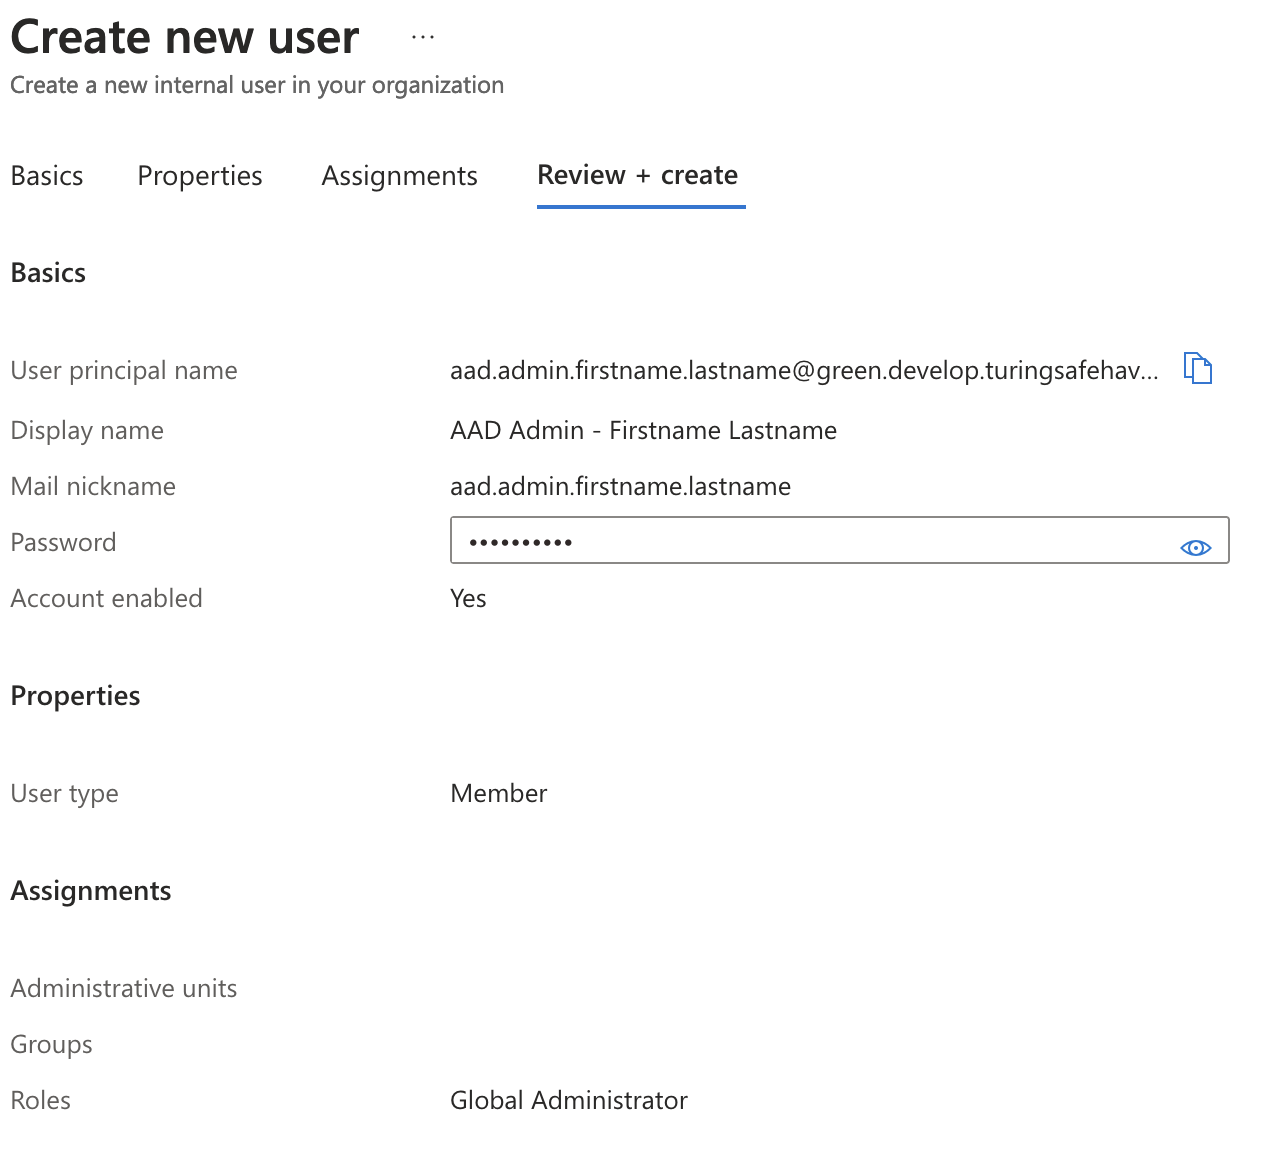 Create new user ...
Create a new internal user in your organization
Basics Properties Assignments Review + create
Basics
User principal name aad.admin.firstname.lastname@green.develop.turingsafehav...
Display name AAD Admin - Firstname Lastname
Mail nickname aad.admin.firstname.lastname
Password ••••••••••
Account enabled Yes
Properties
User type Member
Assignments
Administrative units
Groups
Roles Global Administrator